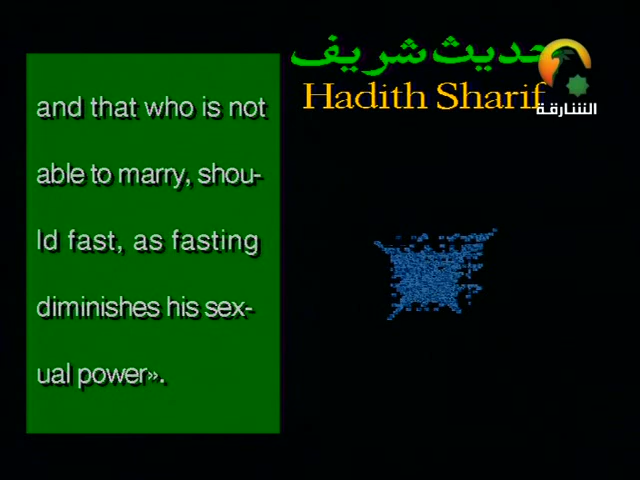 حديث شريف
Hadith Sharif
الشارقة
and that who is not
able to marry, shou-
ld fast, as fasting
diminishes his sex-
ual power».